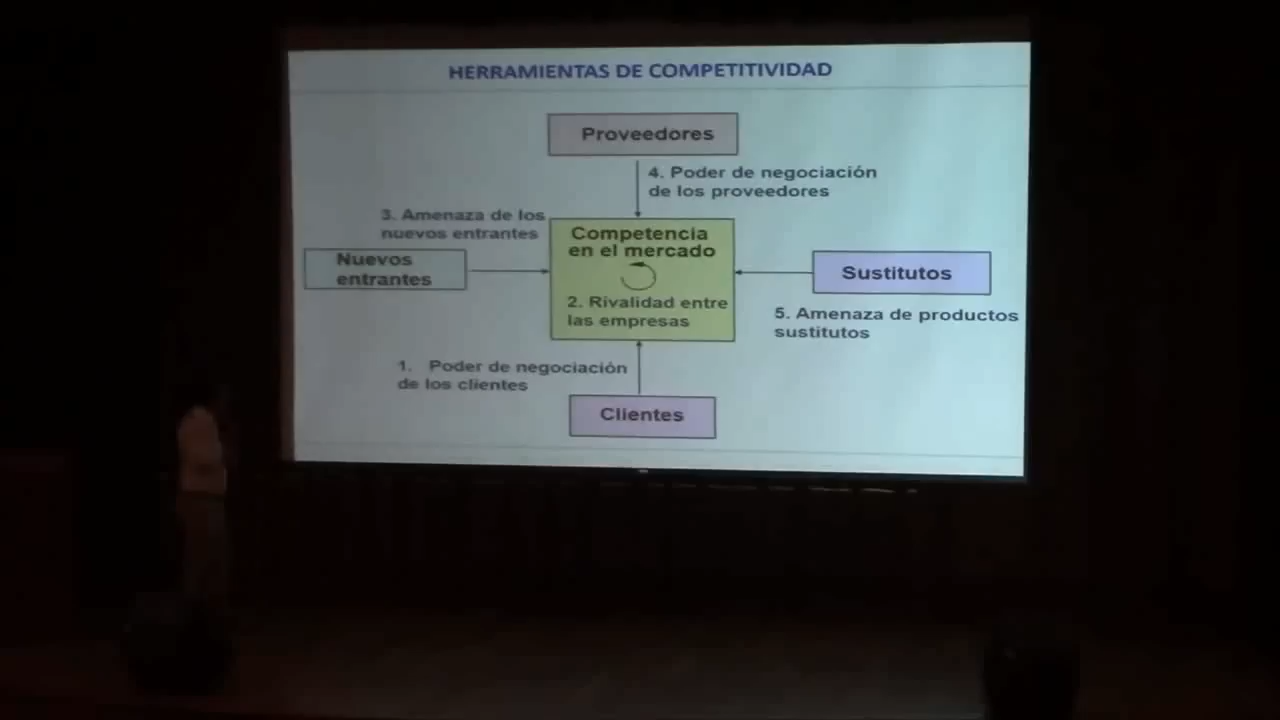 HERRAMIENTAS DE COMPETITIVIDAD
Proveedores
4. Poder de negociación
de los proveedores
3. Amenaza de los
nuevos entrantes
Nuevos
entrantes
Competencia
en el mercado
2. Rivalidad entre
las empresas
Sustitutos
5. Amenaza de productos
sustitutos
1. Poder de negociación
de los clientes
Clientes